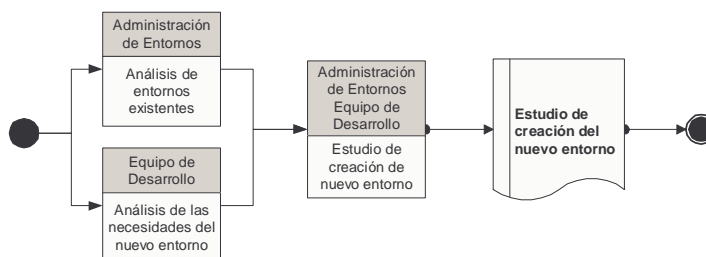 Administración
de Entornos
Análisis de
entornos
existentes
Equipo de
Desarrollo
Análisis de las
necesidades del
nuevo entorno
Administración
de Entornos
Equipo de
Desarrollo
Estudio de
creación de
nuevo entorno
Estudio de
creación del
nuevo entorno